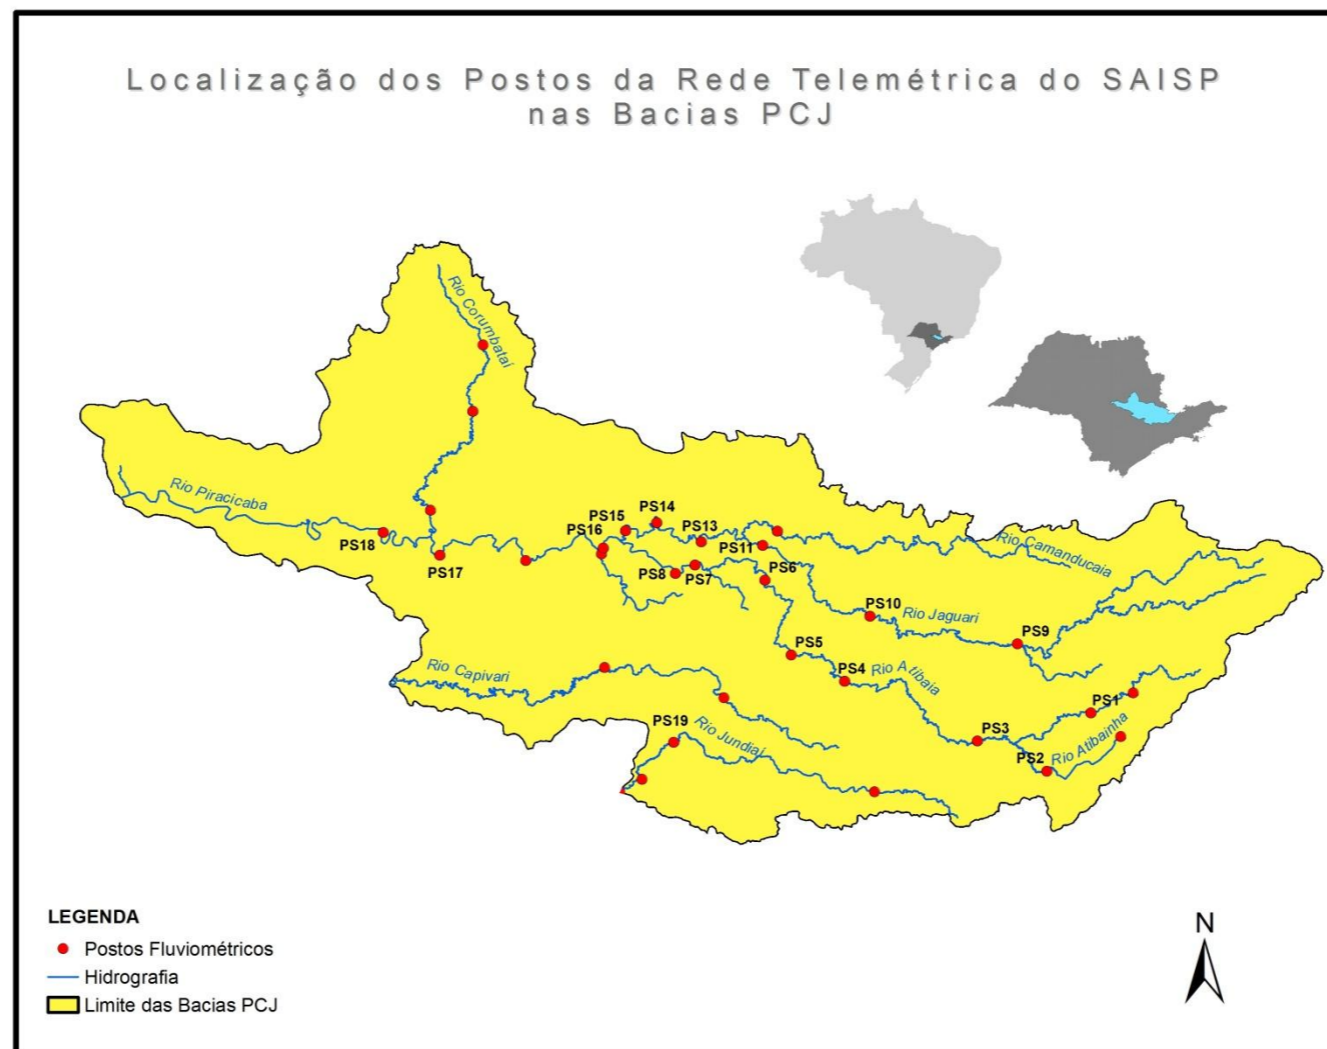 Localização dos Postos da Rede Telemétrica do SAISP
nas Bacias PCJ
Rio Corumbataí
Rio Piracicaba
PS18
PS17
PS16
PS15
PS14
PS13
PS11
PS8
PS7
PS6
Rio Camanducaia
PS10
Rio Jaguari
PS9
PS5
PS4
Rio Atibaia
Rio Capivari
PS19
Rio Jundiaí
PS3
PS1
PS2
Rio Atibainha
LEGENDA
Postos Fluviométricos
Hidrografia
Limite das Bacias PCJ
N